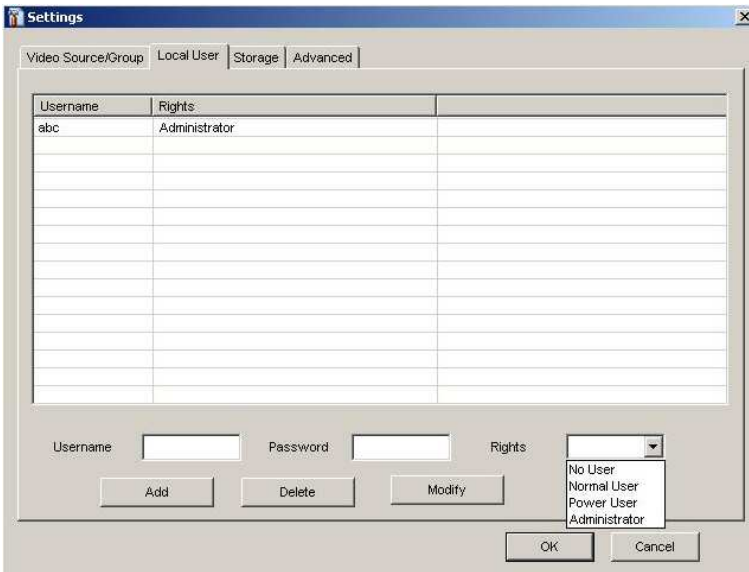 Settings
Video Source/Group Local User Storage Advanced
Username Rights
abc Administrator
Username Password Rights
No User
Normal User
Power User
Administrator
Add Delete Modify
OK Cancel